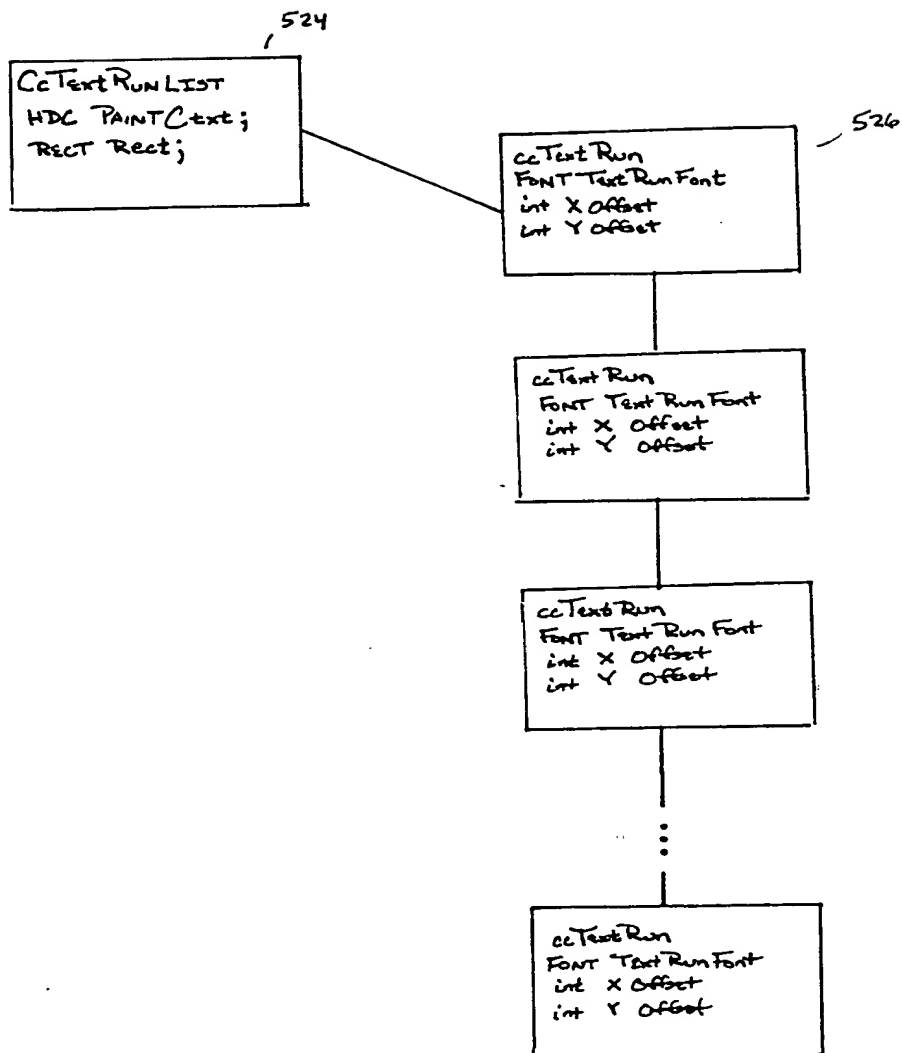 524
CcTextRunLIST
HDC PAINTCtxt;
RECT Rect;
526
ccTextRun
FONT TextRunFont
int X Offset
int Y Offset
ccTextRun
FONT TextRunFont
int X Offset
int Y Offset
ccTextRun
FONT TextRunFont
int X Offset
int Y Offset
ccTextRun
FONT TextRunFont
int X Offset
int Y Offset